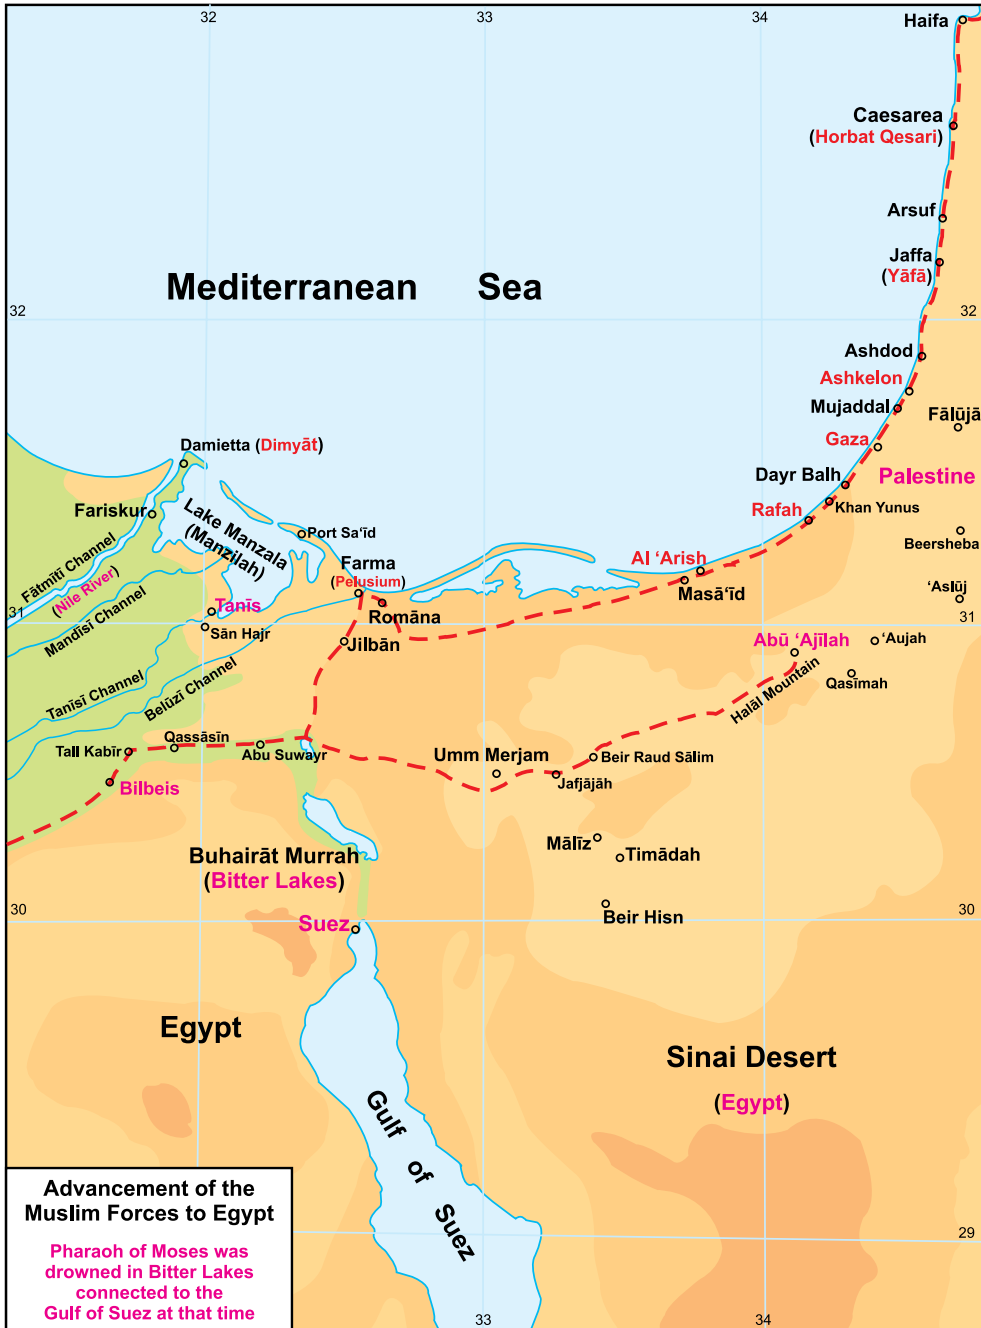 32
33
34
Haifa
Caesarea
(Horbat Qesari)
Arsuf
Jaffa
(Yāfā)
Mediterranean Sea
32
32
Ashdod
Ashkelon
Mujaddal
Fālūjā
Gaza
Damietta (Dimyāt)
Dayr Balh
Palestine
Fariskur
Lake Manzala
(Manzilah)
Port Sa‘īd
Rafah
Khan Yunus
Beersheba
Fātmītī Channel
(Nile River)
Farma
(Pelusium)
Al ‘Arish
Masā‘īd
‘Aslūj
Mandīsī Channel
Tanīs
Romāna
31
31
Sān Hajr
Jilbān
Abū ‘Ajīlah
‘Aujah
Qasīmah
Halāl Mountain
Tanīsī Channel
Belūzī Channel
Tall Kabīr
Qassāsīn
Abu Suwayr
Umm Merjam
Beir Raud Sālim
Jafjājāh
Bilbeis
Mālīz
Timādah
Buhairāt Murrah
(Bitter Lakes)
30
30
Suez
Beir Hisn
Egypt
Sinai Desert
(Egypt)
Gulf of Suez
Advancement of the
Muslim Forces to Egypt
Pharaoh of Moses was
drowned in Bitter Lakes
connected to the
Gulf of Suez at that time
29
33
34